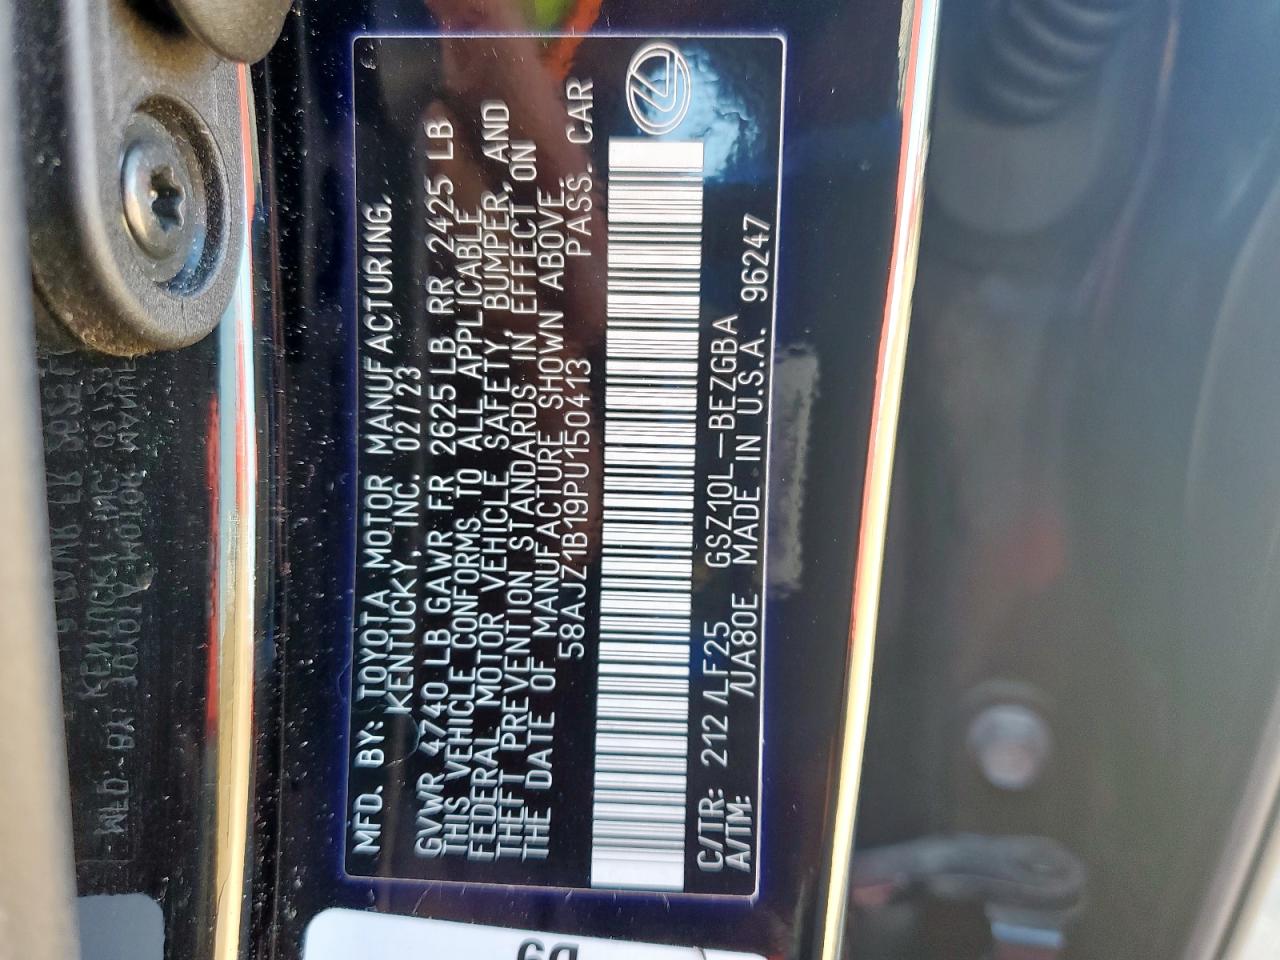 MFD. BY: TOYOTA MOTOR MANUFACTURING,
KENTUCKY, INC. 02/23
GVWR 4740 LB GAWR FR 2625 LB RR 2425 LB
THIS VEHICLE CONFORMS TO ALL APPLICABLE
FEDERAL MOTOR VEHICLE SAFETY, BUMPER, AND
THEFT PREVENTION STANDARDS IN EFFECT ON
THE DATE OF MANUFACTURE SHOWN ABOVE.
58AJZ1B19PU150413 PASS. CAR
C/TR: 212 /LF25 GSZ10L-BEZGBA
A/TM: /UA80E MADE IN U.S.A. 96247